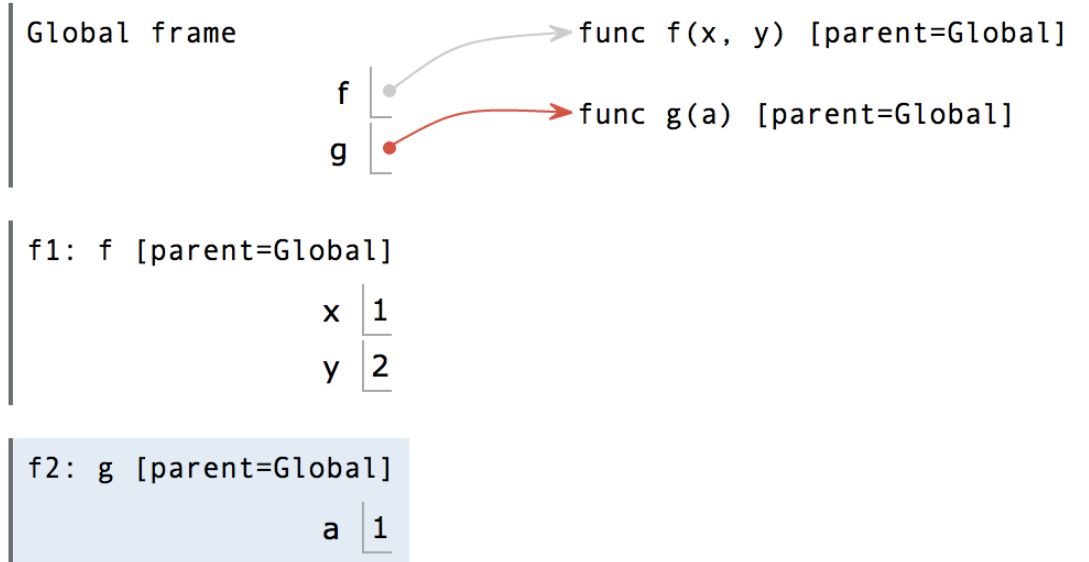 Global frame
func f(x, y) [parent=Global]
f
func g(a) [parent=Global]
g
f1: f [parent=Global]
x 1
y 2
f2: g [parent=Global]
a 1